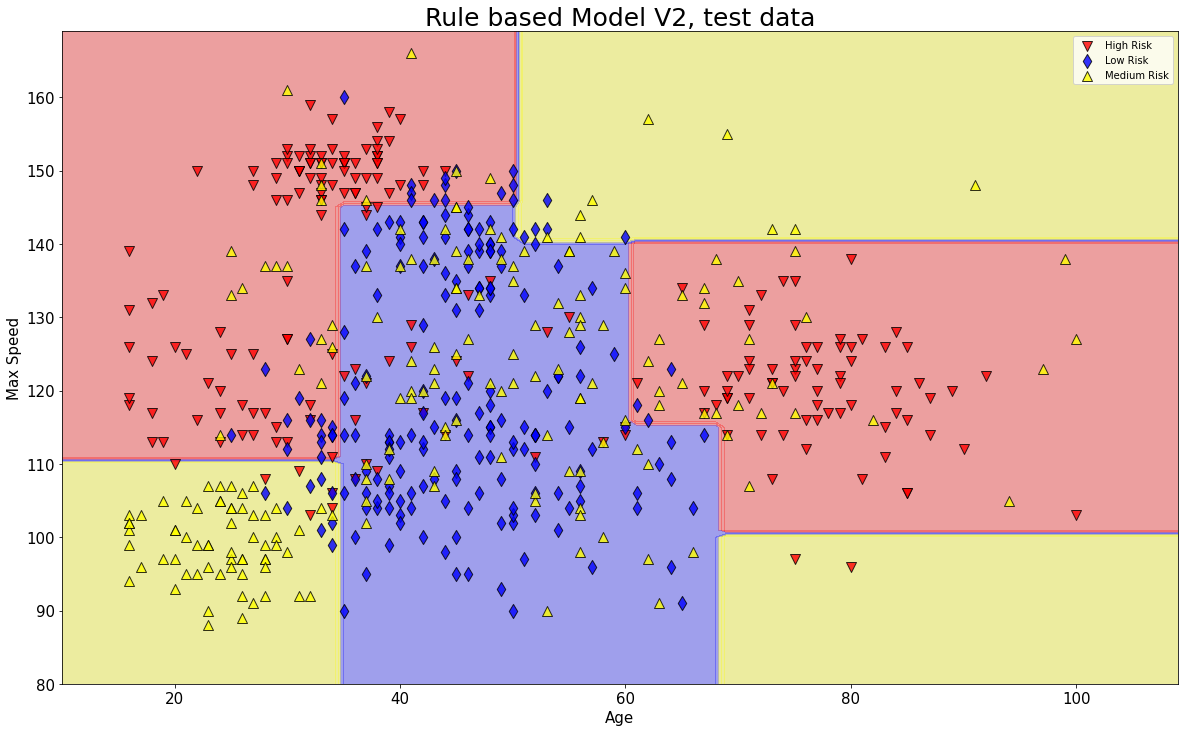 Rule based Model V2, test data
High Risk
Low Risk
Medium Risk
Max Speed
160
150
140
130
120
110
100
90
80
20
40
60
80
100
Age